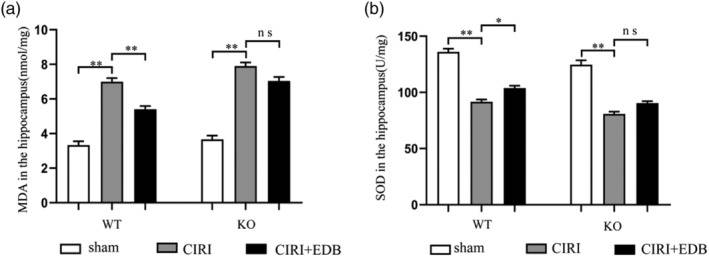 (a)
MDA in the hippocampus(nmol/mg)
10
8
6
4
2
0
**
**
**
n s
WT
KO
sham
CIRI
CIRI+EDB
(b)
SOD in the hippocampus(U/mg)
150
100
50
0
**
*
**
n s
WT
KO
sham
CIRI
CIRI+EDB